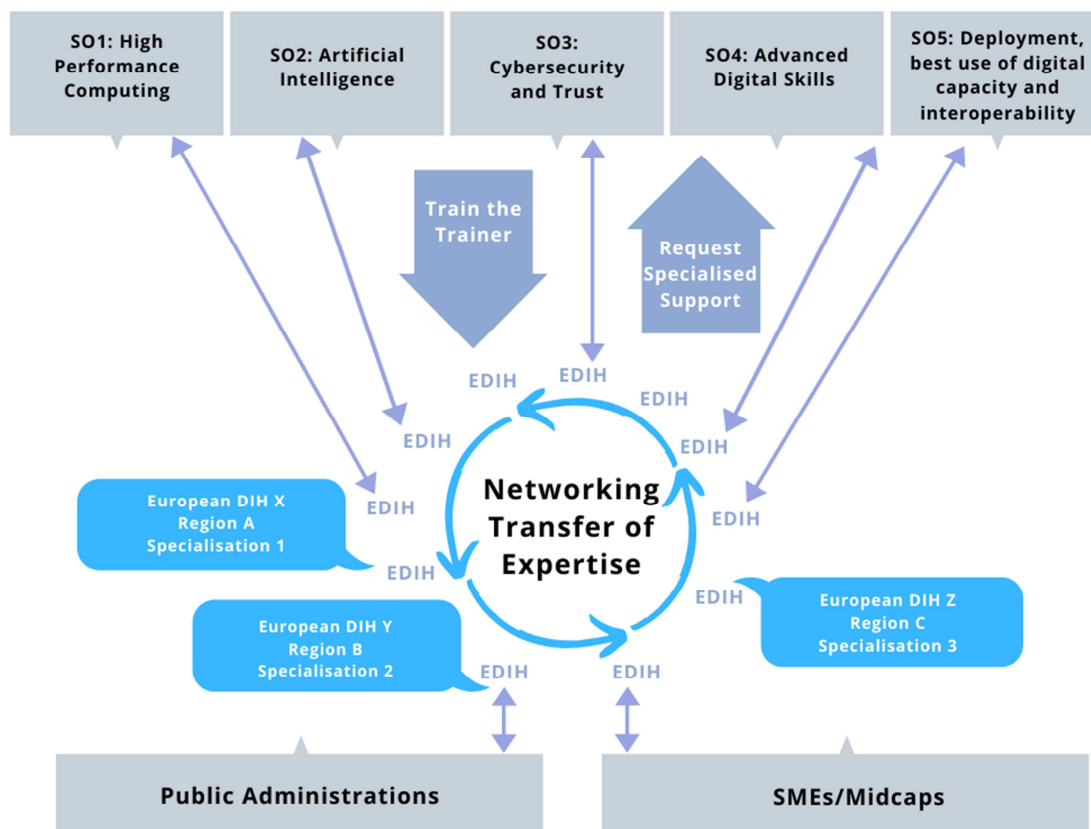 SO1: High
Performance
Computing
SO2: Artificial
Intelligence
SO3:
Cybersecurity
and Trust
SO4: Advanced
Digital Skills
SO5: Deployment,
best use of digital
capacity and
interoperability
Train the
Trainer
Request
Specialised
Support
EDIH
EDIH
EDIH
EDIH
EDIH
EDIH
EDIH
EDIH
EDIH
EDIH
EDIH
Networking
Transfer of
Expertise
European DIH X
Region A
Specialisation 1
European DIH Y
Region B
Specialisation 2
European DIH Z
Region C
Specialisation 3
Public Administrations
SMEs/Midcaps